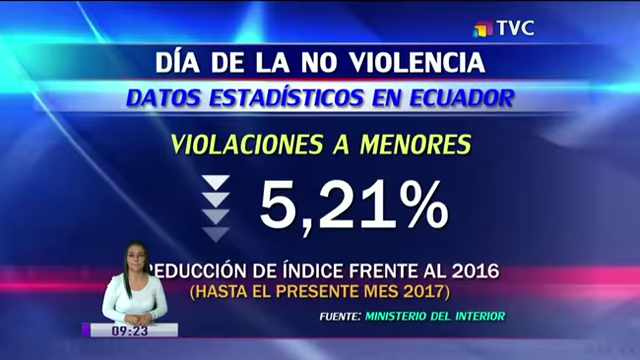 TVC
DÍA DE LA NO VIOLENCIA
DATOS ESTADÍSTICOS EN ECUADOR
VIOLACIONES A MENORES
5,21%
REDUCCIÓN DE ÍNDICE FRENTE AL 2016
(HASTA EL PRESENTE MES 2017)
FUENTE: MINISTERIO DEL INTERIOR
09:23